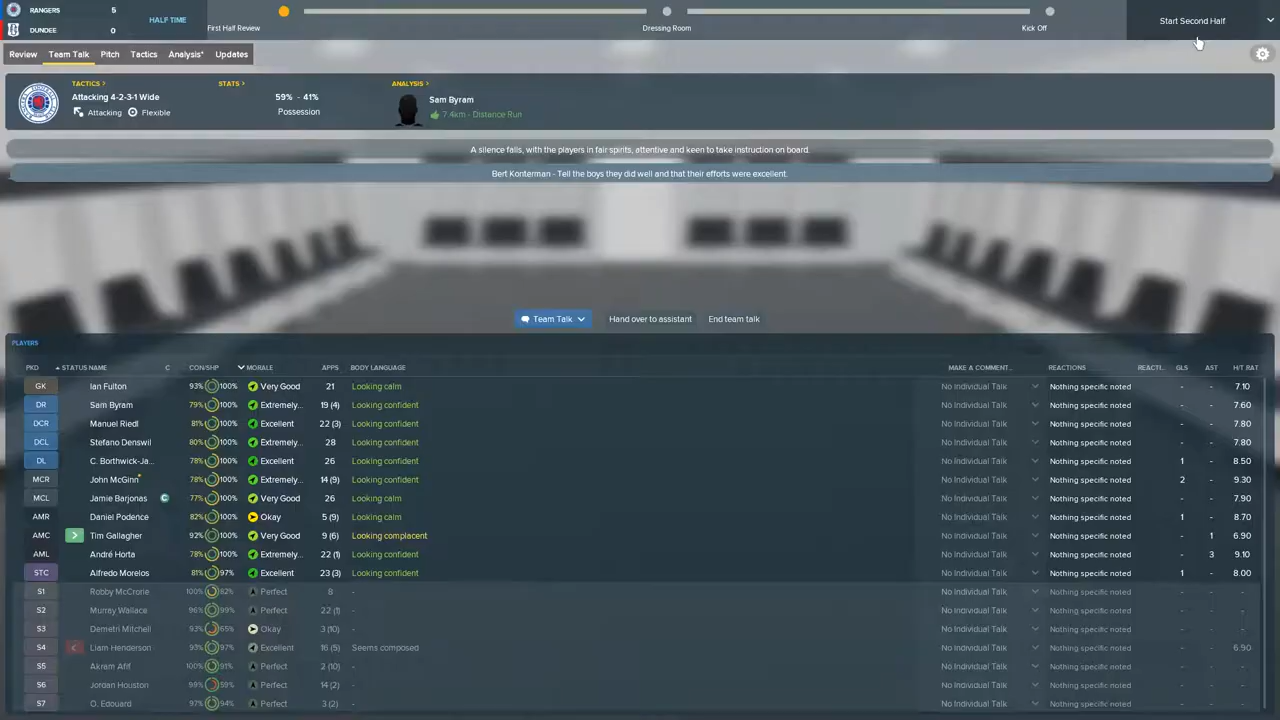 RANGERS 5
DUNDEE 0
HALF TIME
First Half Review
Dressing Room
Kick Off
Start Second Half
Review Team Talk Pitch Tactics Analysis* Updates
TACTICS >
Attacking 4-2-3-1 Wide
Attacking Flexible
STATS >
59% - 41%
Possession
ANALYSIS >
Sam Byram
7.4km - Distance Run
A silence falls, with the players in fair spirits, attentive and keen to take instruction on board.
Bert Konterman - Tell the boys they did well and that their efforts were excellent.
Team Talk Hand over to assistant End team talk
PLAYERS
PKD STATUS NAME C CON/SHP MORALE APPS BODY LANGUAGE MAKE A COMMENT... REACTIONS REACTI... GLS AST H/T RAT
GK Ian Fulton 93% 100% Very Good 21 Looking calm No Individual Talk Nothing specific noted - - 7.10
DR Sam Byram 79% 100% Extremely... 19 (4) Looking confident No Individual Talk Nothing specific noted - - 7.60
DCR Manuel Riedl 81% 100% Excellent 22 (3) Looking confident No Individual Talk Nothing specific noted - - 7.80
DCL Stefano Denswil 80% 100% Extremely... 28 Looking confident No Individual Talk Nothing specific noted - - 7.80
DL C. Borthwick-Ja... 78% 100% Excellent 26 Looking confident No Individual Talk Nothing specific noted 1 - 8.50
MCR John McGinn 78% 100% Extremely... 14 (9) Looking confident No Individual Talk Nothing specific noted 2 - 9.30
MCL Jamie Barjonas C 77% 100% Very Good 26 Looking calm No Individual Talk Nothing specific noted - - 7.90
AMR Daniel Podence 82% 100% Okay 5 (9) Looking calm No Individual Talk Nothing specific noted 1 - 8.70
AMC Tim Gallagher 92% 100% Very Good 9 (6) Looking complacent No Individual Talk Nothing specific noted - 1 6.90
AML André Horta 78% 100% Extremely... 22 (1) Looking confident No Individual Talk Nothing specific noted - 3 9.10
STC Alfredo Morelos 81% 97% Excellent 23 (3) Looking confident No Individual Talk Nothing specific noted 1 - 8.00
S1 Robby McCrorie 100% 82% Perfect 8 - No Individual Talk Nothing specific noted - - -
S2 Murray Wallace 96% 99% Perfect 22 (1) - No Individual Talk Nothing specific noted - - -
S3 Demetri Mitchell 93% 65% Okay 3 (10) - No Individual Talk Nothing specific noted - - -
S4 Liam Henderson 93% 97% Excellent 16 (5) Seems composed No Individual Talk Nothing specific noted - - 6.90
S5 Akram Afif 100% 91% Perfect 2 (10) - No Individual Talk Nothing specific noted - - -
S6 Jordan Houston 99% 59% Perfect 14 (2) - No Individual Talk Nothing specific noted - - -
S7 O. Edouard 97% 94% Perfect 3 (2) - No Individual Talk Nothing specific noted - - -